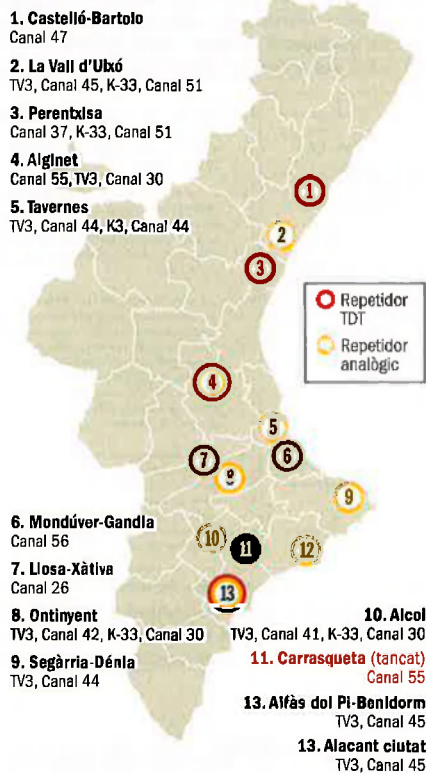 1. Castelló-Bartolo
Canal 47
2. La Vall d'Uixó
TV3, Canal 45, K-33, Canal 51
3. Perentxisa
Canal 37, K-33, Canal 51
4. Alginet
Canal 55, TV3, Canal 30
5. Tavernes
TV3, Canal 44, K3, Canal 44
1
2
3
Repetidor
TDT
Repetidor
analògic
4
5
6
7
8
9
10
11
12
13
6. Mondúver-Gandia
Canal 56
7. Llosa-Xàtiva
Canal 26
8. Ontinyent
TV3, Canal 42, K-33, Canal 30
9. Segàrria-Dénia
TV3, Canal 44
10. Alcoi
TV3, Canal 41, K-33, Canal 30
11. Carrasqueta (tancat)
Canal 55
13. Alfàs del Pi-Benidorm
TV3, Canal 45
13. Alacant ciutat
TV3, Canal 45